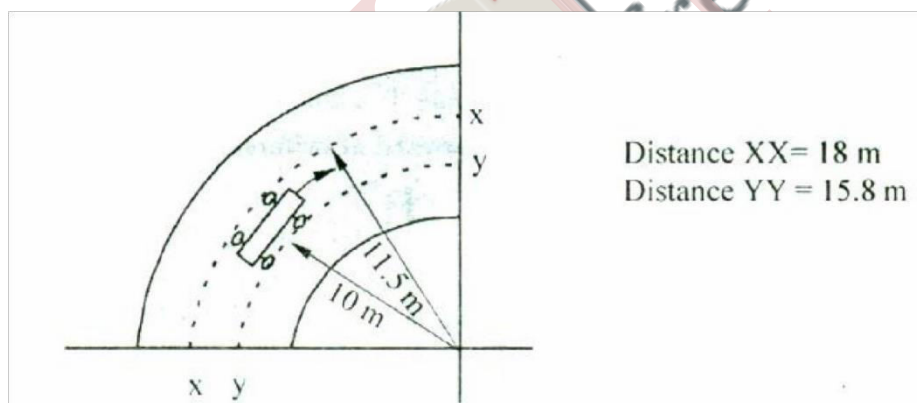 x
y
Distance XX= 18 m
Distance YY = 15.8 m
11.5 m
10 m
x y